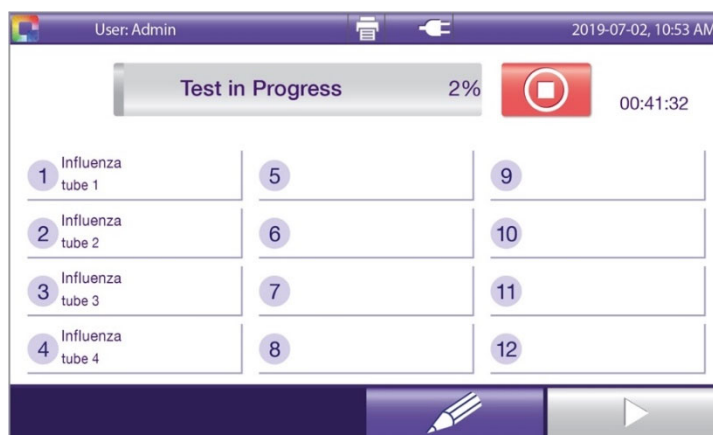 User: Admin
2019-07-02, 10:53 AM
Test in Progress 2%
00:41:32
1 Influenza
tube 1
2 Influenza
tube 2
3 Influenza
tube 3
4 Influenza
tube 4
5
6
7
8
9
10
11
12